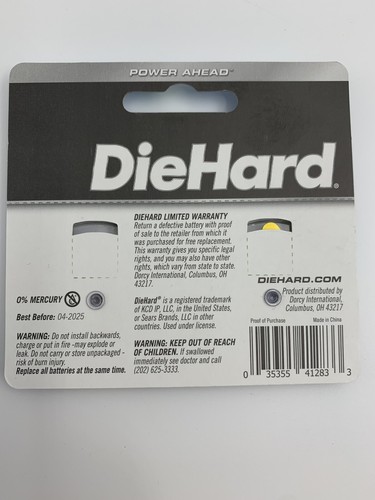 POWER AHEAD™
DieHard®
DIEHARD LIMITED WARRANTY
Return a defective battery with proof
of sale to the retailer from which it
was purchased for free replacement.
This warranty gives you specific legal
rights, and you may also have other
rights, which vary from state to state.
Dorcy International, Columbus, OH
43217.
DIEHARD.COM
Product distributed by
Dorcy International,
Columbus, OH 43217
0% MERCURY
Best Before: 04-2025
DieHard® is a registered trademark
of KCD IP, LLC, in the United States,
or Sears Brands, LLC in other
countries. Used under license.
Proof of Purchase
Made in China
WARNING: Do not install backwards,
charge or put in fire -may explode or
leak. Do not carry or store unpackaged -
risk of burn injury.
Replace all batteries at the same time.
WARNING: KEEP OUT OF REACH
OF CHILDREN. If swallowed
immediately see doctor and call
(202) 625-3333.
0 35355 41283 3